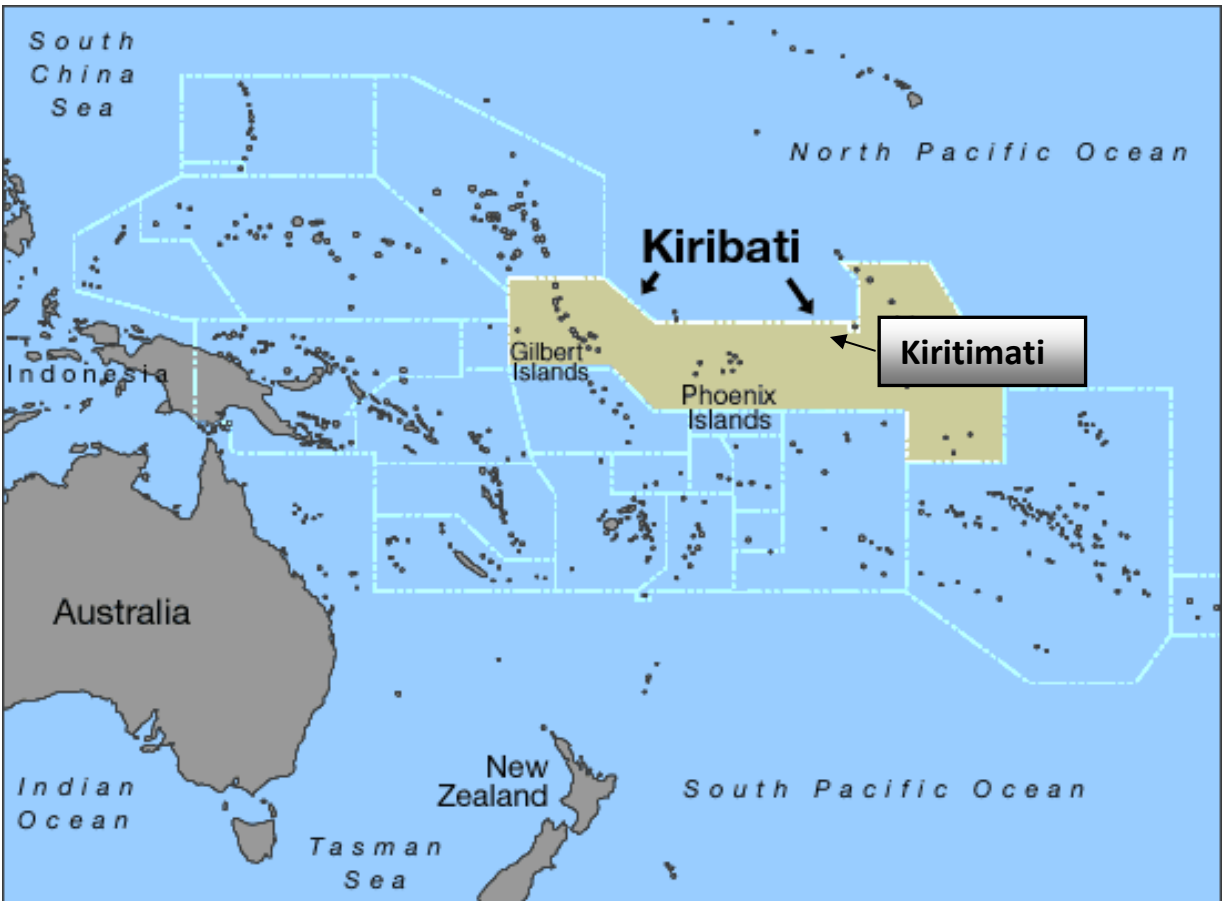 South
China
Sea
North Pacific Ocean
Kiribati
Kiritimati
Gilbert
Islands
Indonesia
Phoenix
Islands
Australia
New
Zealand
South Pacific Ocean
Indian
Ocean
Tasman
Sea